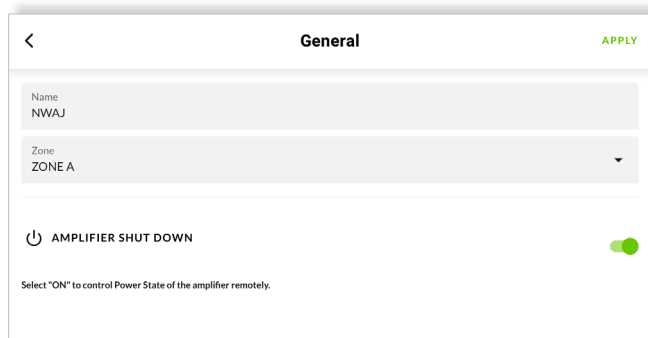 General
APPLY
Name
NWAJ
Zone
ZONE A
AMPLIFIER SHUT DOWN
Select "ON" to control Power State of the amplifier remotely.